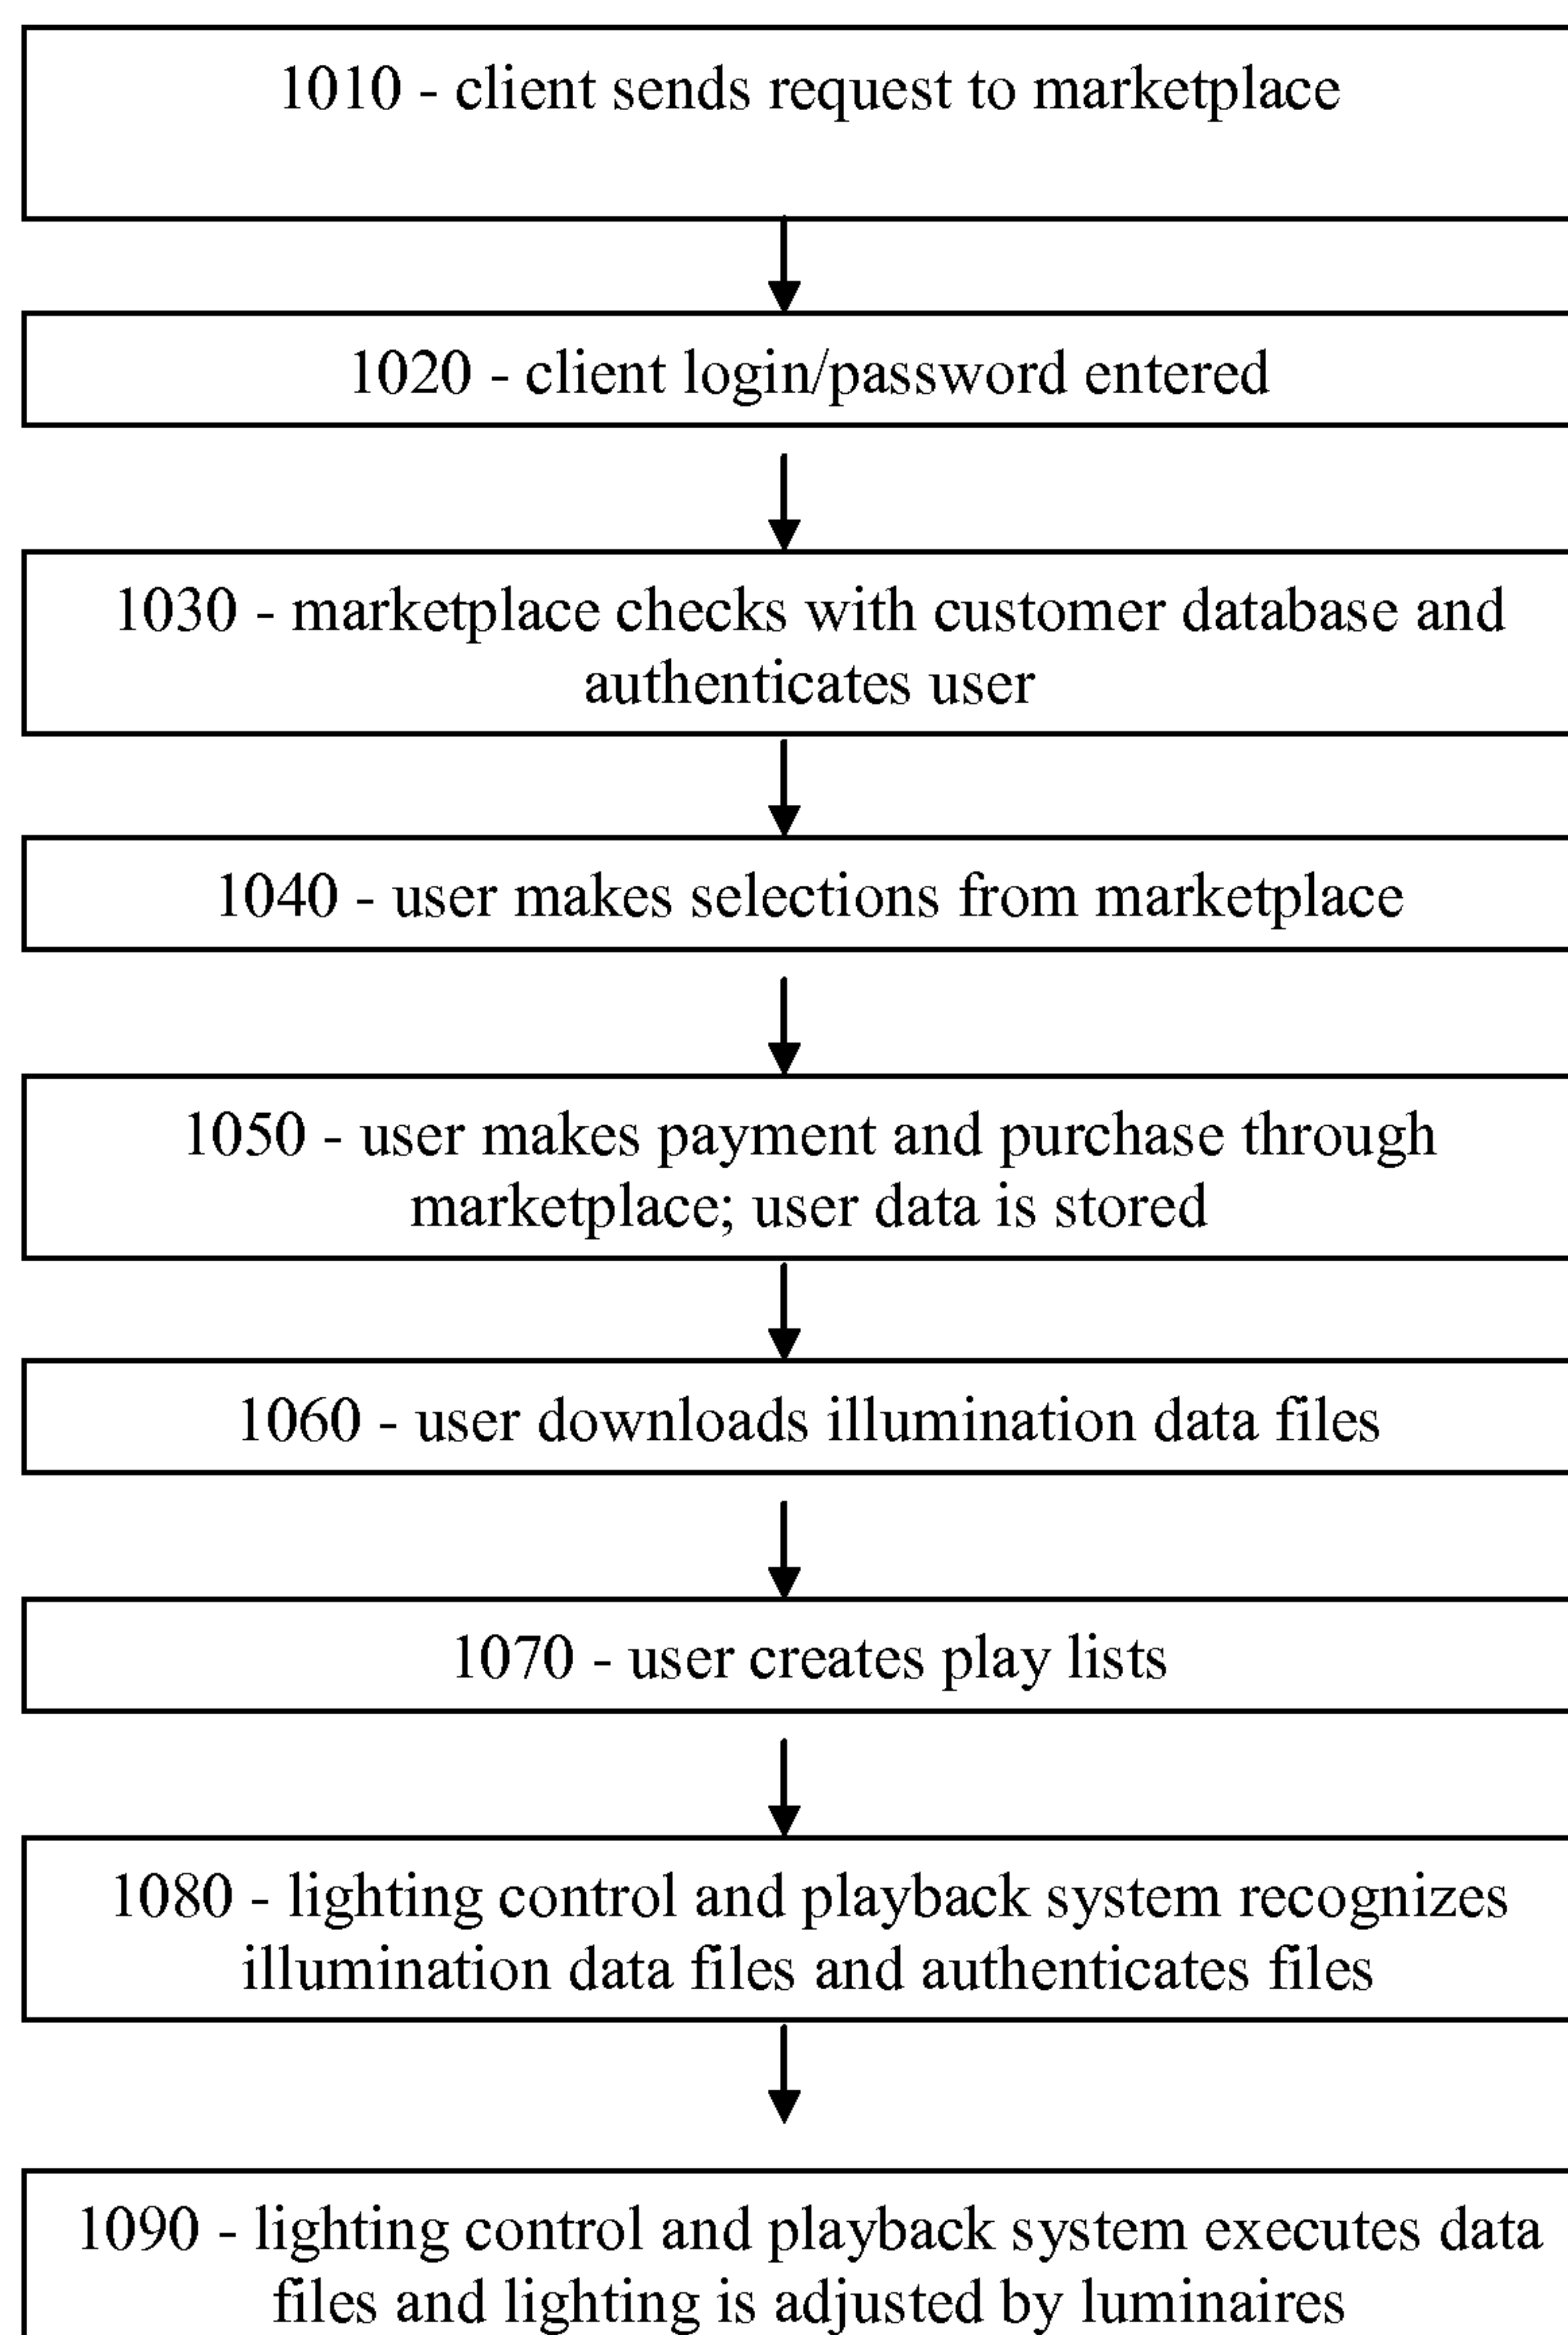 1010 - client sends request to marketplace
1020 - client login/password entered
1030 - marketplace checks with customer database and
authenticates user
1040 - user makes selections from marketplace
1050 - user makes payment and purchase through
marketplace; user data is stored
1060 - user downloads illumination data files
1070 - user creates play lists
1080 - lighting control and playback system recognizes
illumination data files and authenticates files
1090 - lighting control and playback system executes data
files and lighting is adjusted by luminaires